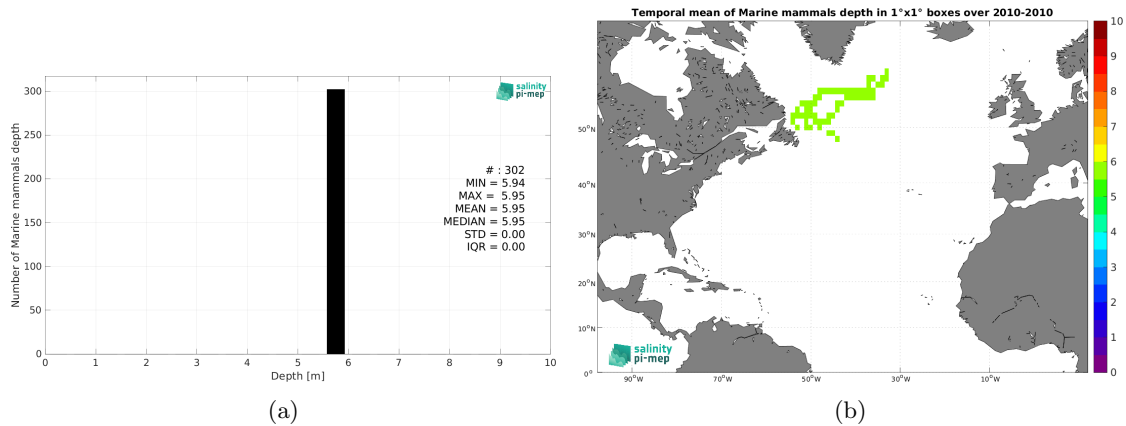 300
250
200
150
100
50
0
Number of Marine mammals depth
salinity
pi-mep
# : 302
MIN = 5.94
MAX =  5.95
MEAN = 5.95
MEDIAN = 5.95
STD = 0.00
IQR = 0.00
0 1 2 3 4 5 6 7 8 9 10
Depth [m]
(a)
Temporal mean of Marine mammals depth in 1°x1° boxes over 2010-2010
50°N
40°N
30°N
20°N
10°N
0°
90°W 70°W 50°W 30°W 10°W
salinity
pi-mep
10
9
8
7
6
5
4
3
2
1
0
(b)